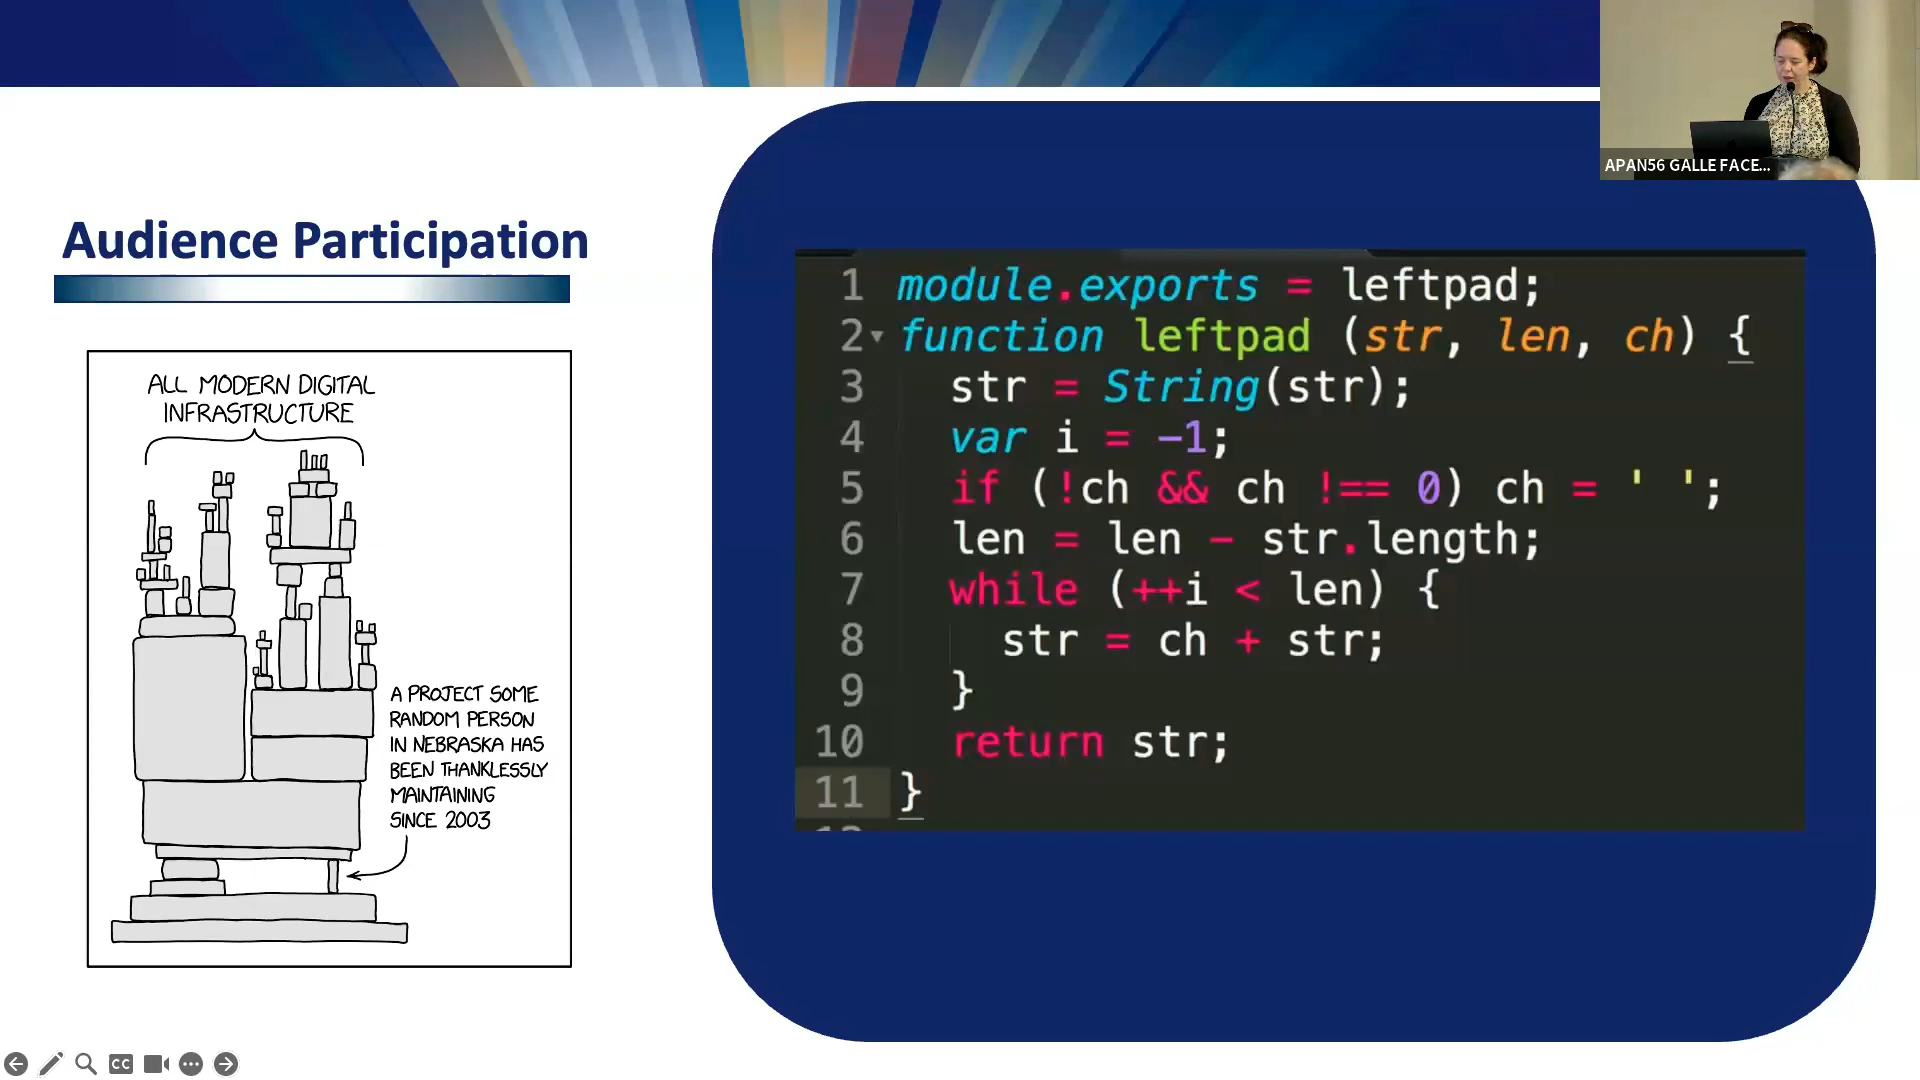 Audience Participation
ALL MODERN DIGITAL
INFRASTRUCTURE
A PROJECT SOME
RANDOM PERSON
IN NEBRASKA HAS
BEEN THANKLESSLY
MAINTAINING
SINCE 2003
1 module.exports = leftpad;
2 function leftpad (str, len, ch) {
3 str = String(str);
4 var i = -1;
5 if (!ch && ch !== 0) ch = ' ';
6 len = len - str.length;
7 while (++i < len) {
8 str = ch + str;
9 }
10 return str;
11 }
APAN56 GALLE FACE...
CC